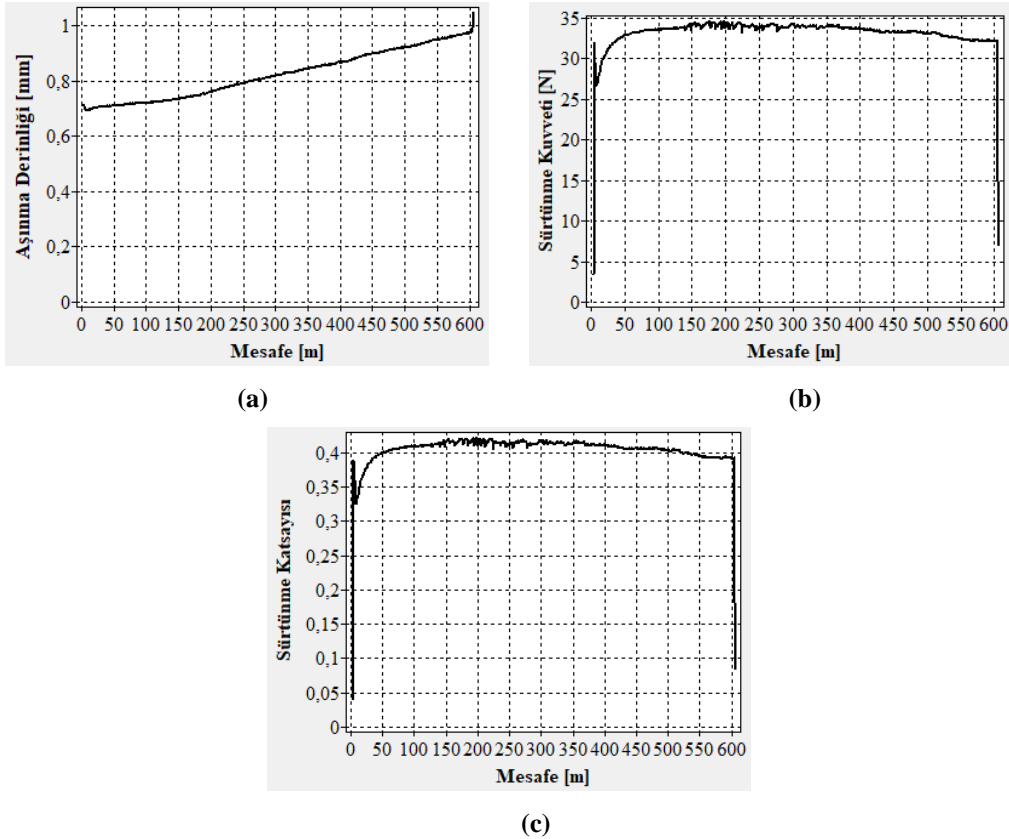 Aşınma Derinliği [mm]
1
0,8
0,6
0,4
0,2
0
0 50 100 150 200 250 300 350 400 450 500 550 600
Mesafe [m]
(a)
Sürtünme Kuvveti [N]
35
30
25
20
15
10
5
0
0 50 100 150 200 250 300 350 400 450 500 550 600
Mesafe [m]
(b)
Sürtünme Katsayısı
0,4
0,35
0,3
0,25
0,2
0,15
0,1
0,05
0
0 50 100 150 200 250 300 350 400 450 500 550 600
Mesafe [m]
(c)